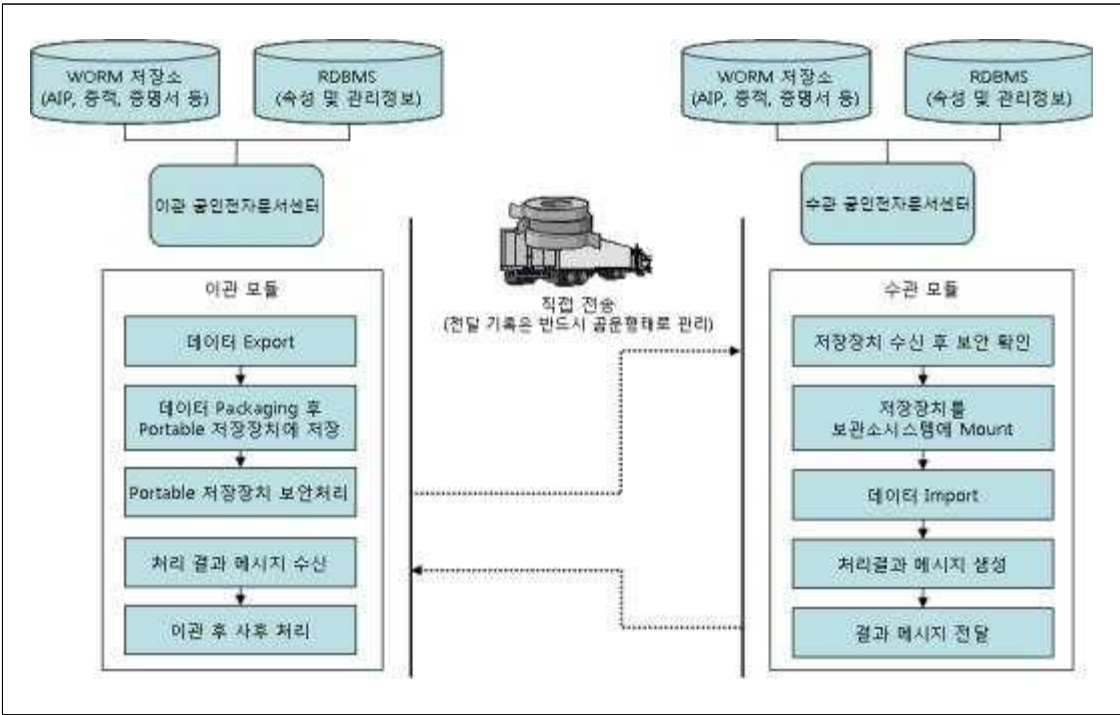 WORM 저장소
(AIP, 증적, 증명서 등)
RDBMS
(속성 및 관리정보)
WORM 저장소
(AIP, 증적, 증명서 등)
RDBMS
(속성 및 관리정보)
이관 공인전자문서센터
수관 공인전자문서센터
직접 전송
(전달 기록은 반드시 공문형태로 관리)
이관 모듈
데이터 Export
데이터 Packaging 후
Portable 저장장치에 저장
Portable 저장장치 보안처리
처리 결과 메시지 수신
이관 후 사후 처리
수관 모듈
저장장치 수신 후 보안 확인
저장장치를
보관소시스템에 Mount
데이터 Import
처리결과 메시지 생성
결과 메시지 전달